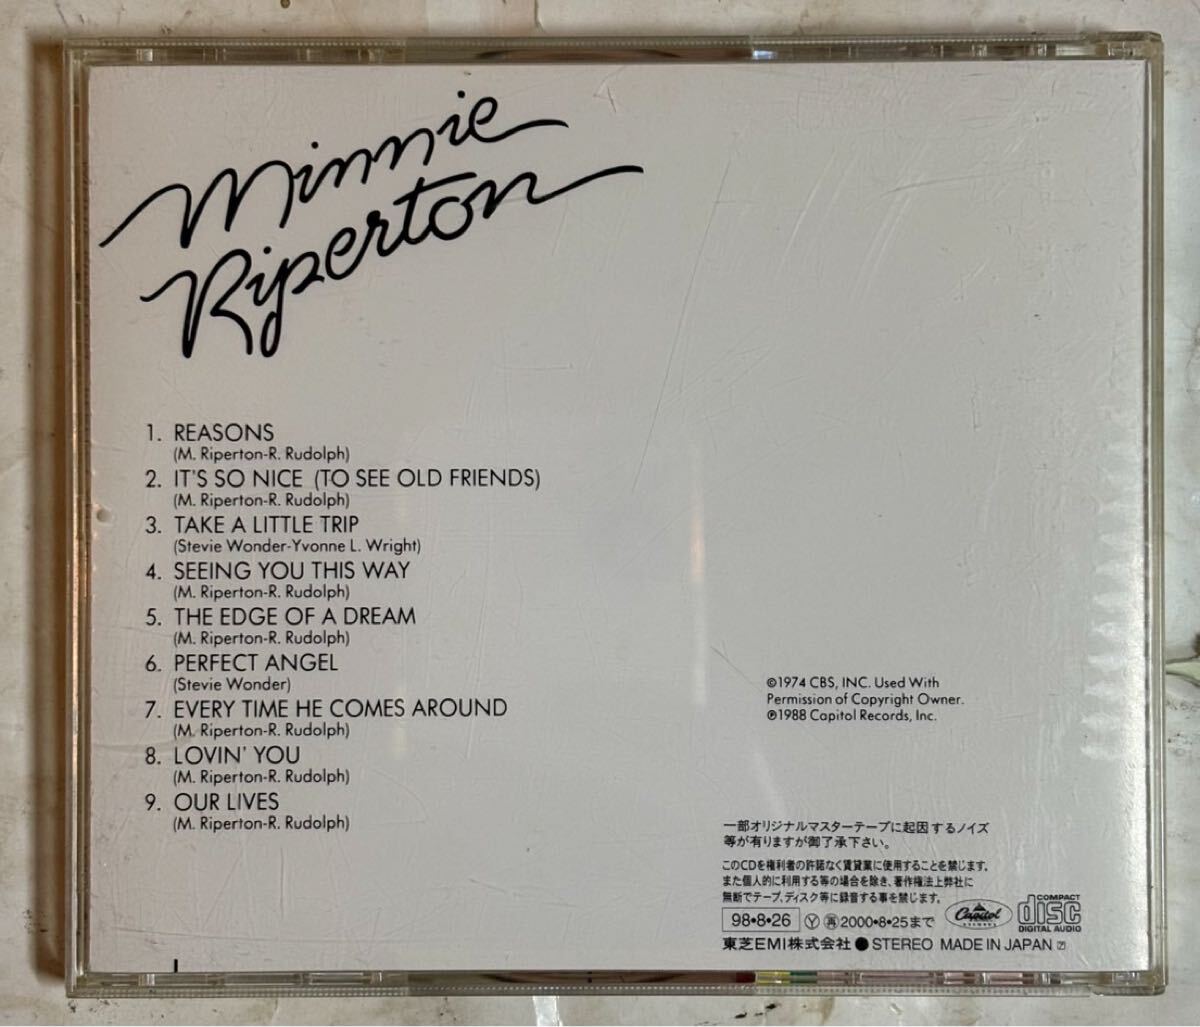 Minnie
Riperton
1. REASONS
(M. Riperton-R. Rudolph)
2. IT'S SO NICE (TO SEE OLD FRIENDS)
(M. Riperton-R. Rudolph)
3. TAKE A LITTLE TRIP
(Stevie Wonder-Yvonne L. Wright)
4. SEEING YOU THIS WAY
(M. Riperton-R. Rudolph)
5. THE EDGE OF A DREAM
(M. Riperton-R. Rudolph)
6. PERFECT ANGEL
(Stevie Wonder)
7. EVERY TIME HE COMES AROUND
(M. Riperton-R. Rudolph)
8. LOVIN' YOU
(M. Riperton-R. Rudolph)
9. OUR LIVES
(M. Riperton-R. Rudolph)
©1974 CBS, INC. Used With
Permission of Copyright Owner.
℗1988 Capitol Records, Inc.
一部オリジナルマスターテープに起因するノイズ
等が有りますが御了承下さい。
このCDを権利者の許諾なく賃貸業に使用することを禁じます。
また個人的に利用する等の場合を除き、著作権法上弊社に
無断でテープ、ディスク等に録音する事を禁じます。
98•8•26 Ⓨ 再 2000•8•25まで
Capitol RECORDS
COMPACT disc DIGITAL AUDIO
東芝EMI株式会社●STEREO MADE IN JAPAN